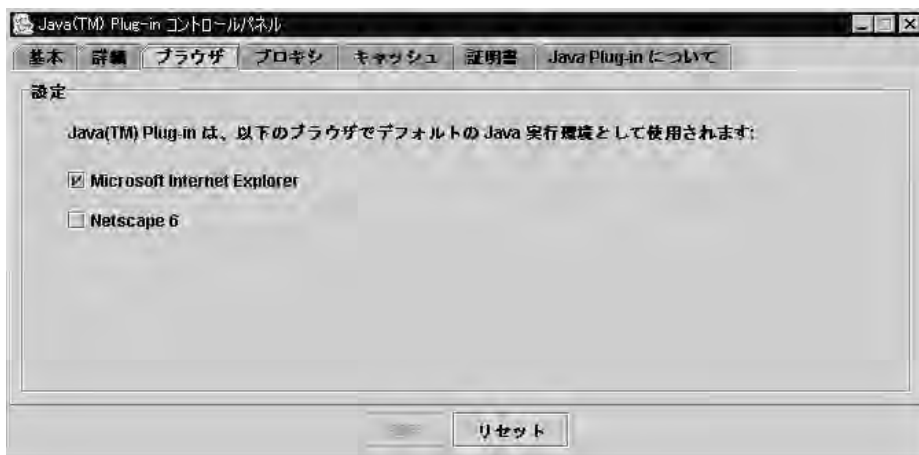 Java(TM) Plug-in コントロールパネル
基本 詳細 ブラウザ プロキシ キャッシュ 証明書 Java Plug-in について
設定
Java(TM) Plug-in は、以下のブラウザでデフォルトの Java 実行環境として使用されます:
Microsoft Internet Explorer
Netscape 6
リセット